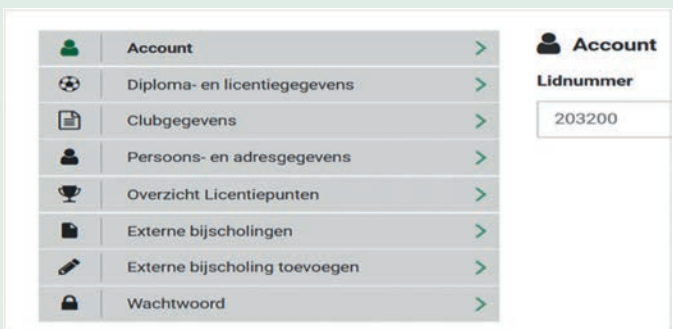 Account
Diploma- en licentiegegevens
Clubgegevens
Persoons- en adresgegevens
Overzicht Licentiepunten
Externe bijscholingen
Externe bijscholing toevoegen
Wachtwoord
Account
Lidnummer
203200